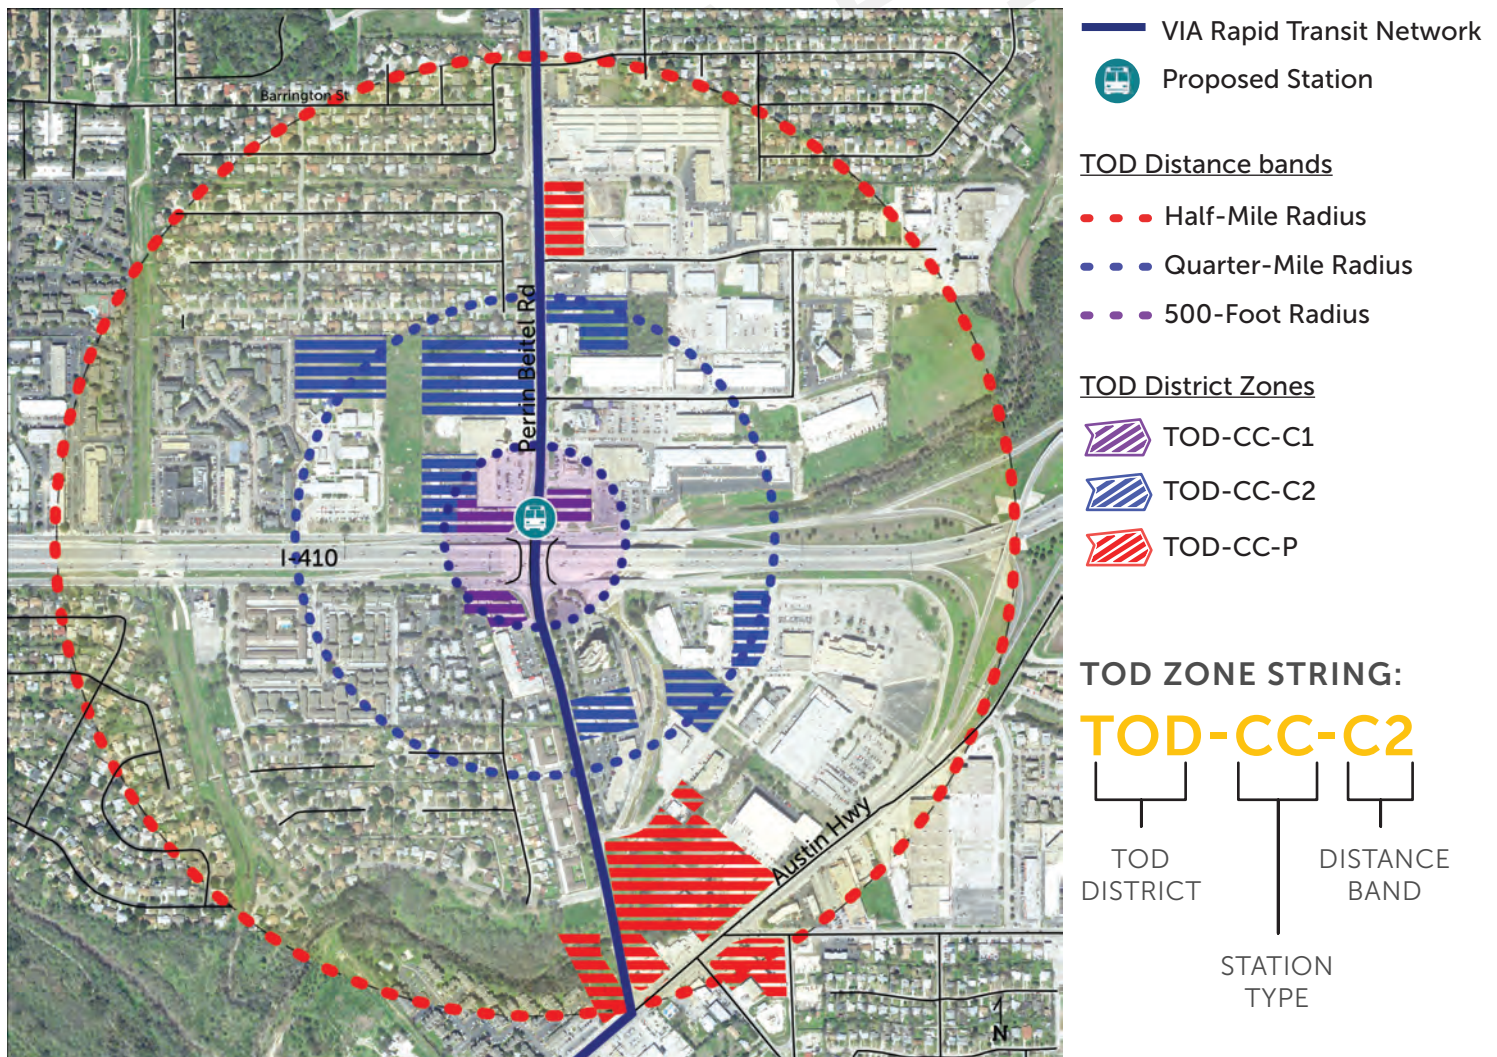 Barrington St
Perrin Beitel Rd
I-410
Austin Hwy
N
VIA Rapid Transit Network
Proposed Station
TOD Distance bands
Half-Mile Radius
Quarter-Mile Radius
500-Foot Radius
TOD District Zones
TOD-CC-C1
TOD-CC-C2
TOD-CC-P
TOD ZONE STRING:
TOD-CC-C2
TOD
DISTRICT
DISTANCE
BAND
STATION
TYPE